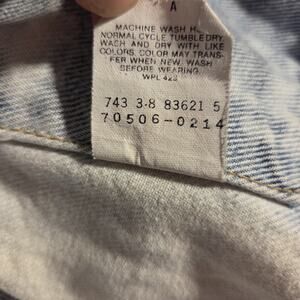 A
MACHINE WASH
NORMAL CYCLE TUMBLE DRY
WASH AND DRY WITH LIKE
COLORS. COLOR MAY TRANS-
FER WHEN NEW. WASH
BEFORE WEARING.
WPL 423
743 3-8 83621 5
70506-0214